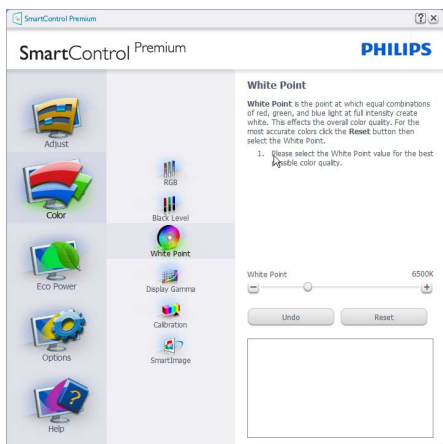 SmartControl Premium
SmartControl Premium
PHILIPS
Adjust
Color
Eco Power
Options
Help
RGB
Black Level
White Point
Display Gamma
Calibration
SmartImage
White Point
White Point is the point at which equal combinations
of red, green, and blue light at full intensity create
white. This effects the overall color quality. For the
most accurate colors click the Reset button then
select the White Point.
1. Please select the White Point value for the best
possible color quality.
White Point 6500K
Undo Reset